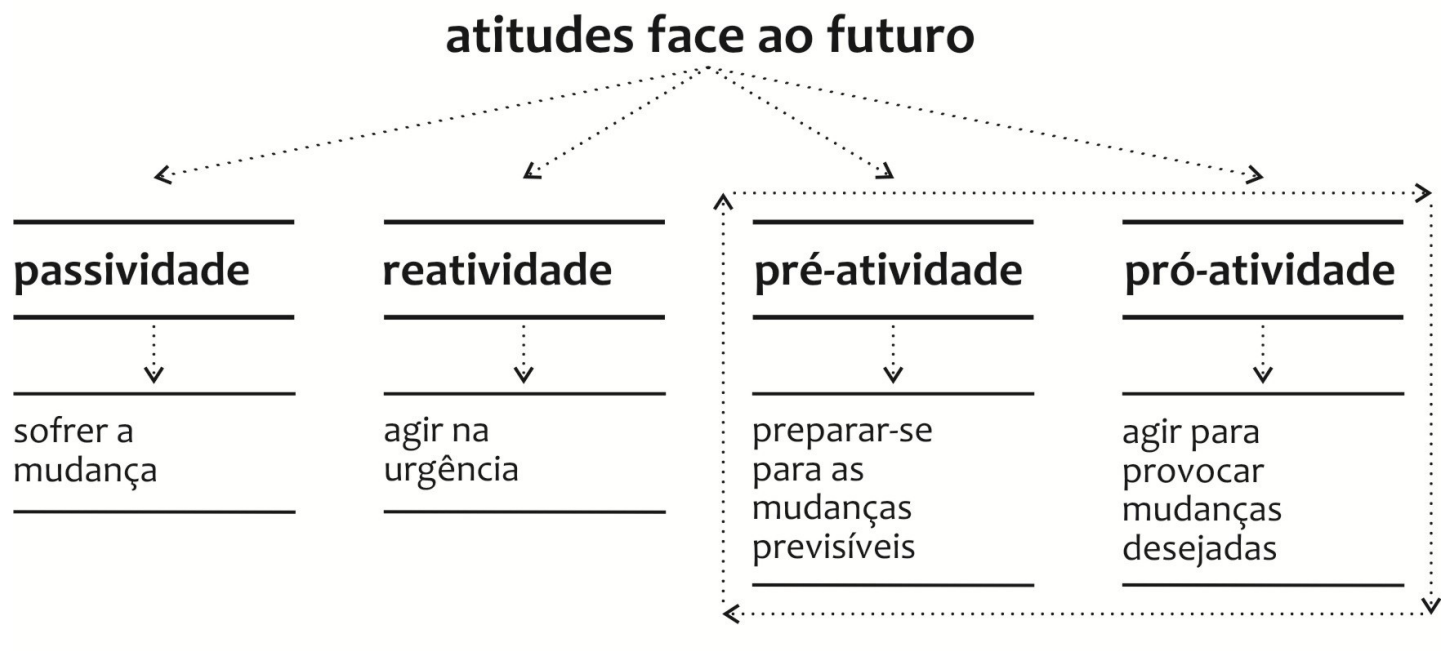 atitudes face ao futuro
passividade
reatividade
pré-atividade
pró-atividade
sofrer a
mudança
agir na
urgência
preparar-se
para as
mudanças
previsíveis
agir para
provocar
mudanças
desejadas